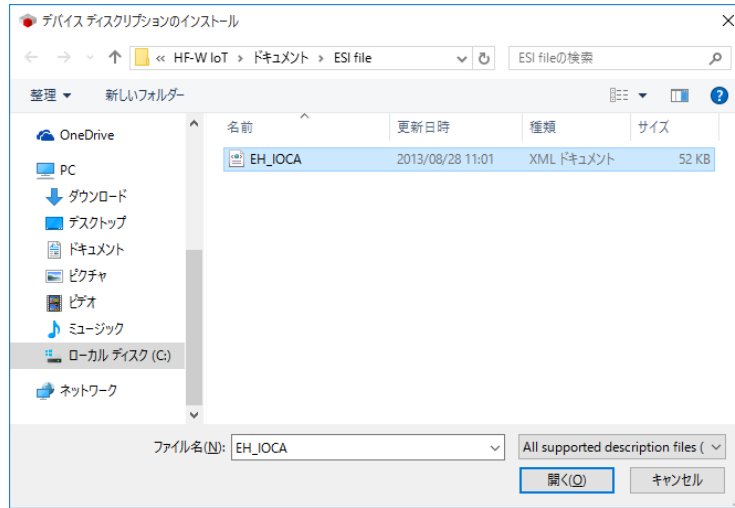 デバイス ディスクリプションのインストール
« HF-W IoT › ドキュメント › ESI file
ESI fileの検索
整理 ▼ 新しいフォルダー
名前 更新日時 種類 サイズ
EH_IOCA 2013/08/28 11:01 XML ドキュメント 52 KB
OneDrive
PC
ダウンロード
デスクトップ
ドキュメント
ピクチャ
ビデオ
ミュージック
ローカル ディスク (C:)
ネットワーク
ファイル名(N): EH_IOCA
All supported description files (
開く(O) キャンセル